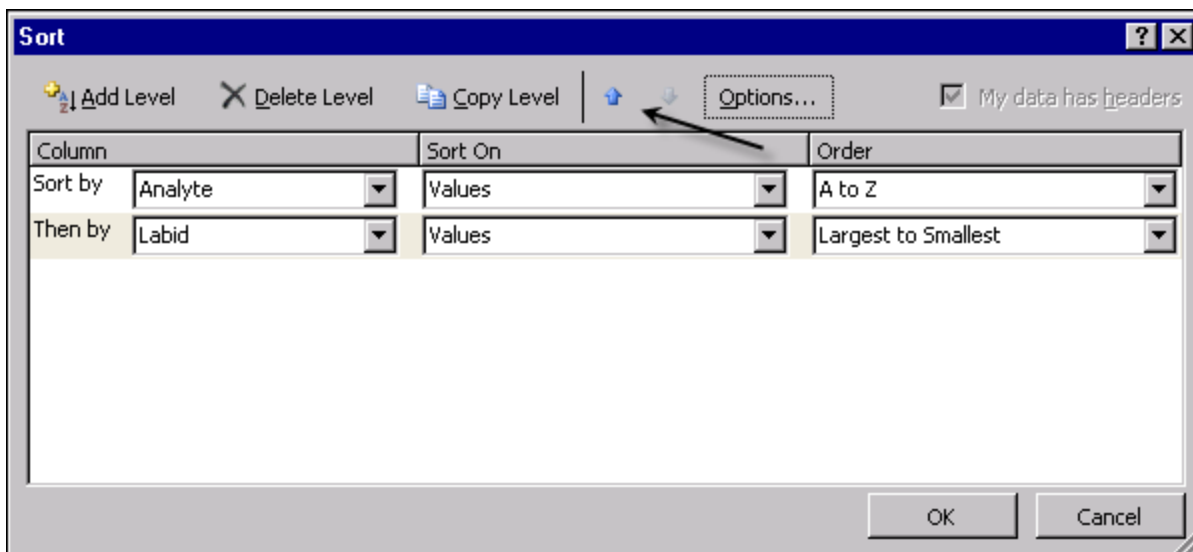 Sort
Add Level Delete Level Copy Level Options... My data has headers
Column Sort On Order
Sort by Analyte Values A to Z
Then by Labid Values Largest to Smallest
OK Cancel